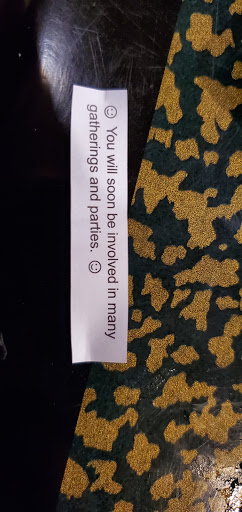 ☺ You will soon be involved in many
gatherings and parties. ☺